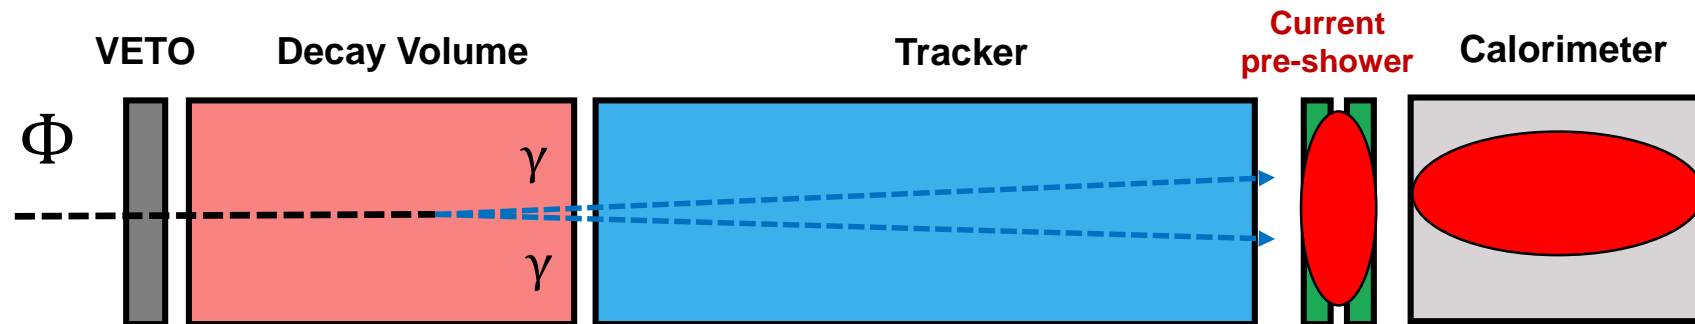 VETO
Decay Volume
Tracker
Current
pre-shower
Calorimeter
Φ
γ
γ